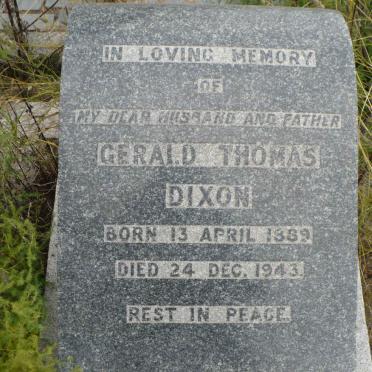 IN LOVING MEMORY
OF
MY DEAR HUSBAND AND FATHER
GERALD THOMAS
DIXON
BORN 13 APRIL 1889
DIED 24 DEC. 1943.
REST IN PEACE.